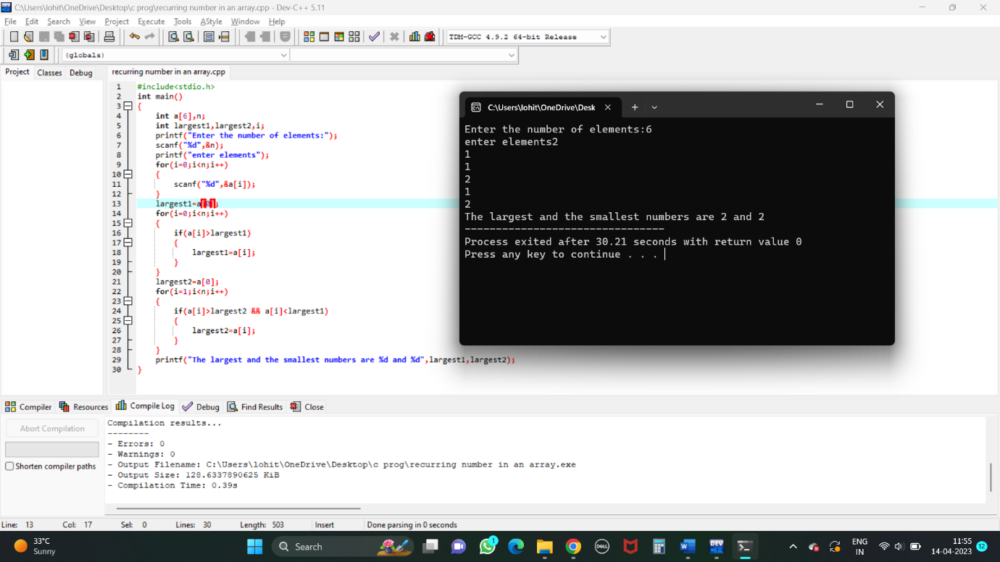 C:\Users\lohit\OneDrive\Desktop\c prog\recurring number in an array.cpp - Dev-C++ 5.11
File Edit Search View Project Execute Tools AStyle Window Help
TDM-GCC 4.9.2 64-bit Release
(globals)
Project Classes Debug
recurring number in an array.cpp
1 #include<stdio.h>
2 int main()
3 {
4 int a[6],n;
5 int largest1,largest2,i;
6 printf("Enter the number of elements:");
7 scanf("%d",&n);
8 printf("enter elements");
9 for(i=0;i<n;i++)
10 {
11 scanf("%d",&a[i]);
12 }
13 largest1=a[0];
14 for(i=0;i<n;i++)
15 {
16 if(a[i]>largest1)
17 {
18 largest1=a[i];
19 }
20 }
21 largest2=a[0];
22 for(i=1;i<n;i++)
23 {
24 if(a[i]>largest2 && a[i]<largest1)
25 {
26 largest2=a[i];
27 }
28 }
29 printf("The largest and the smallest numbers are %d and %d",largest1,largest2);
30 }
C:\Users\lohit\OneDrive\Desk
Enter the number of elements:6
enter elements2
1
1
2
1
2
The largest and the smallest numbers are 2 and 2
--------------------------------
Process exited after 30.21 seconds with return value 0
Press any key to continue . . .
Compiler Resources Compile Log Debug Find Results Close
Abort Compilation
Shorten compiler paths
Compilation results...
--------
- Errors: 0
- Warnings: 0
- Output Filename: C:\Users\lohit\OneDrive\Desktop\c prog\recurring number in an array.exe
- Output Size: 128.6337890625 KiB
- Compilation Time: 0.39s
Line: 13 Col: 17 Sel: 0 Lines: 30 Length: 503 Insert Done parsing in 0 seconds
33°C
Sunny
Search
1
DELL
W
DEV
ENG
IN
11:55
14-04-2023
12